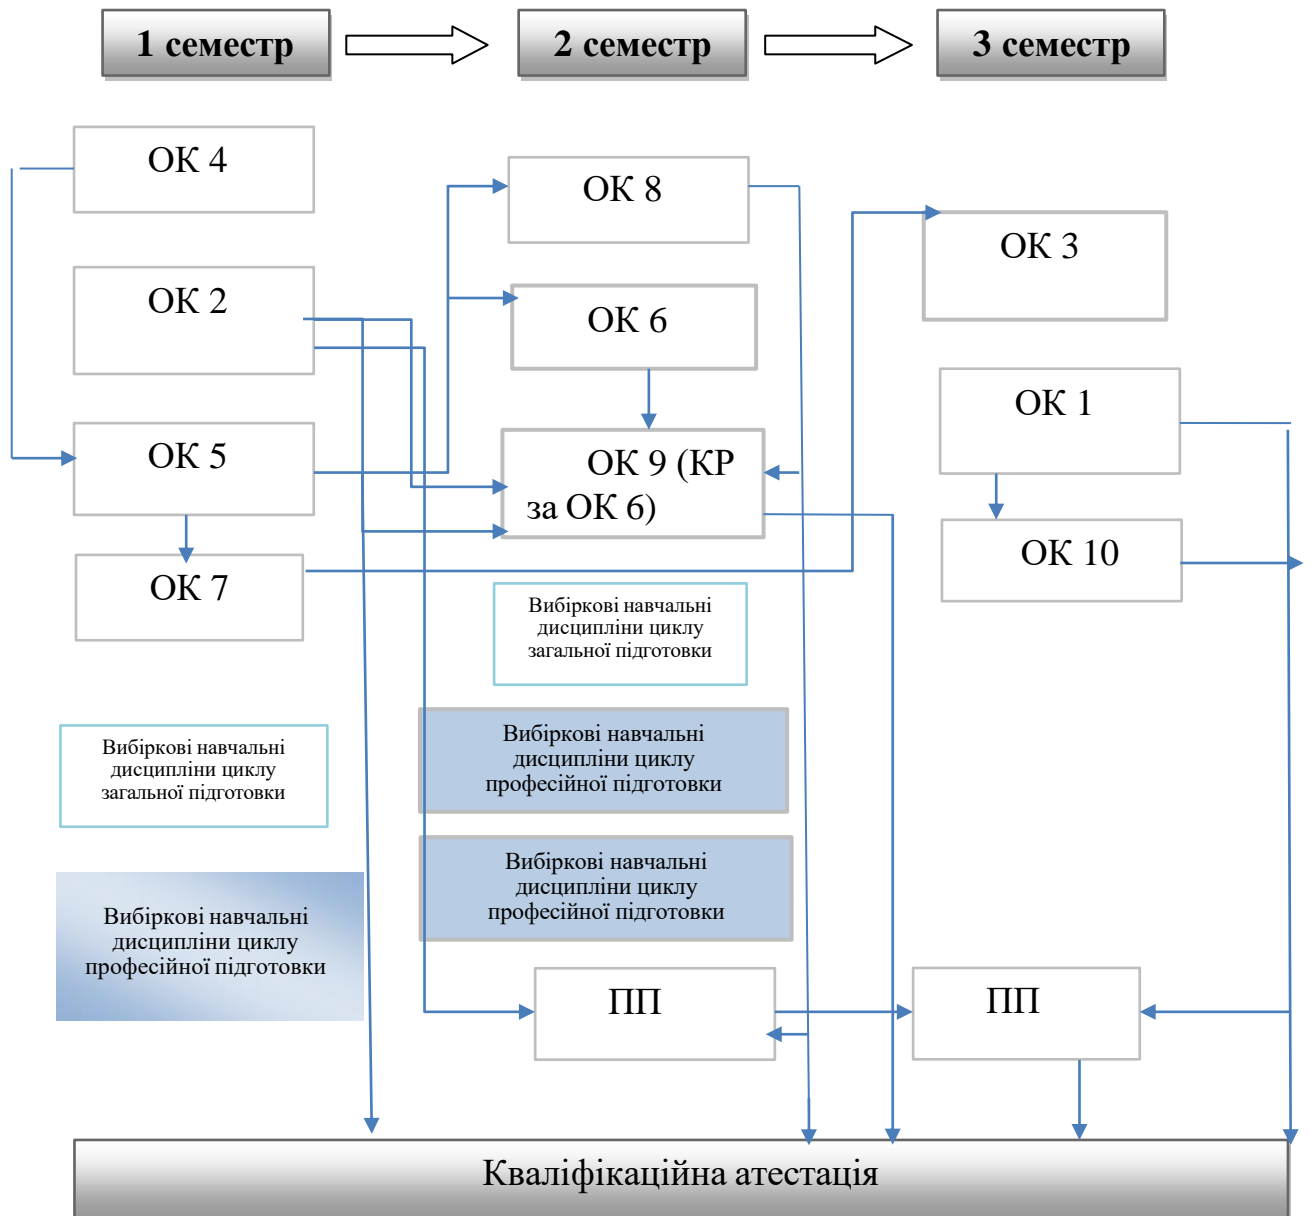 1 семестр
2 семестр
3 семестр
ОК 4
ОК 2
ОК 5
ОК 7
Вибіркові навчальні
дисципліни циклу
загальної підготовки
Вибіркові навчальні
дисципліни циклу
професійної підготовки
ОК 8
ОК 6
ОК 9 (КР
за ОК 6)
Вибіркові навчальні
дисципліни циклу
загальної підготовки
Вибіркові навчальні
дисципліни циклу
професійної підготовки
Вибіркові навчальні
дисципліни циклу
професійної підготовки
ПП
ОК 3
ОК 1
ОК 10
ПП
Кваліфікаційна атестація